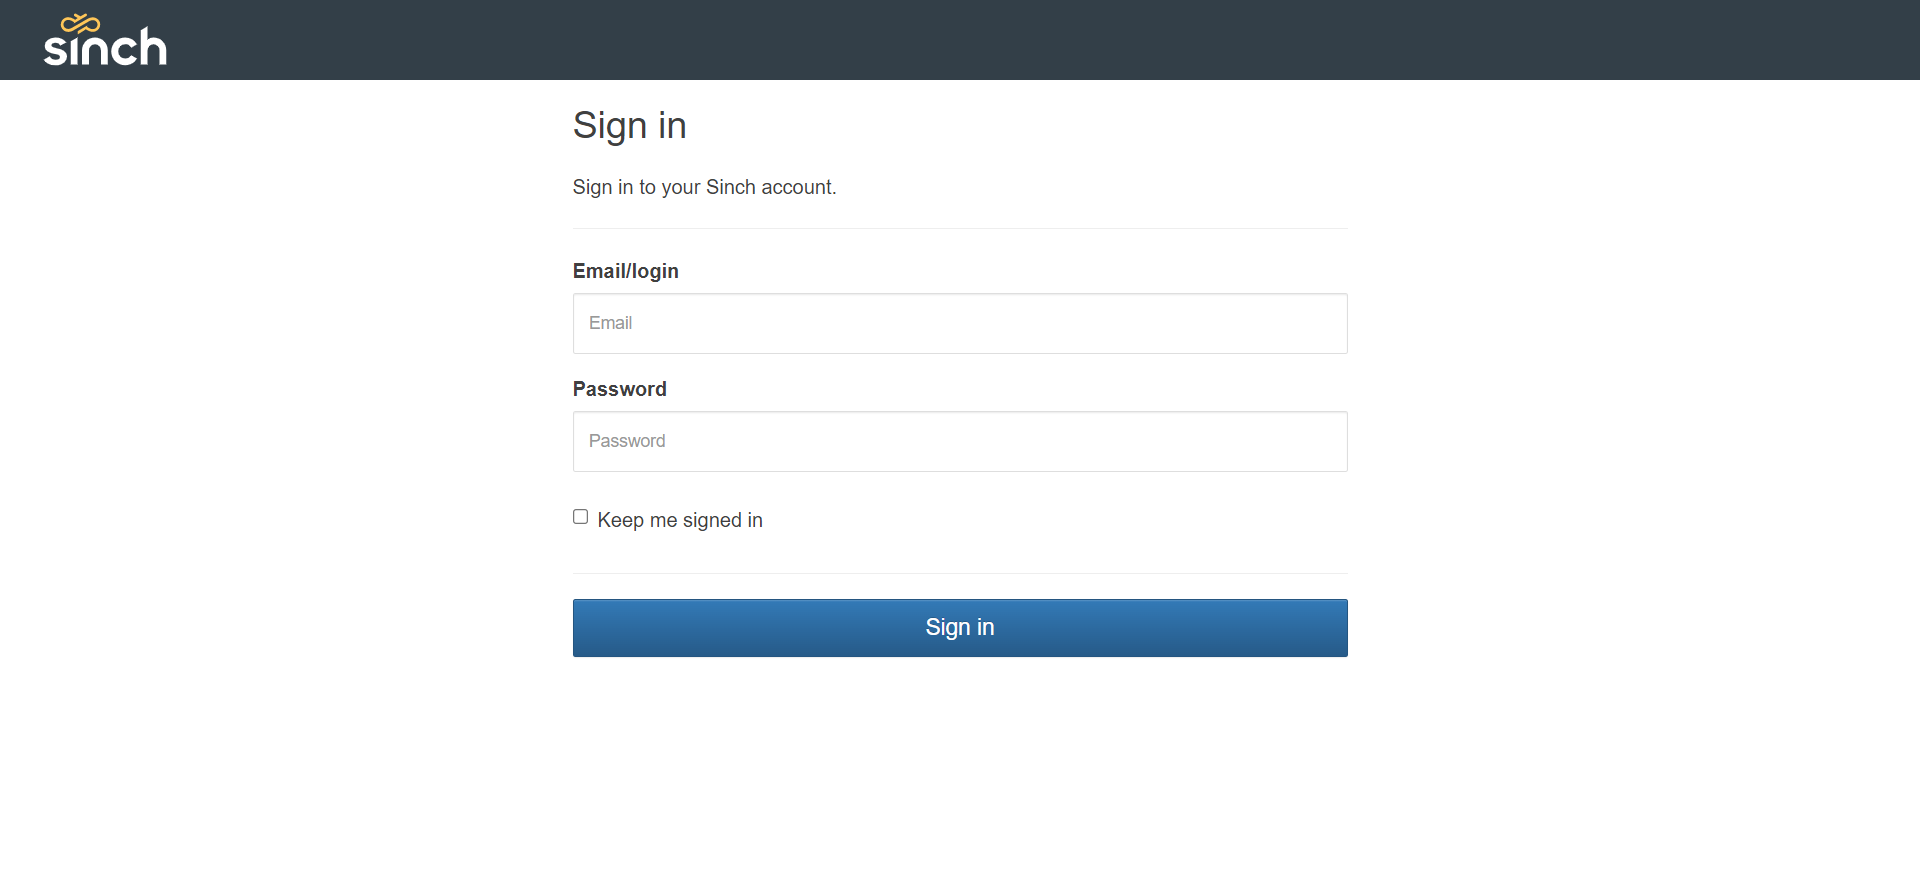 sinch
Sign in
Sign in to your Sinch account.
Email/login
Email
Password
Password
Keep me signed in
Sign in